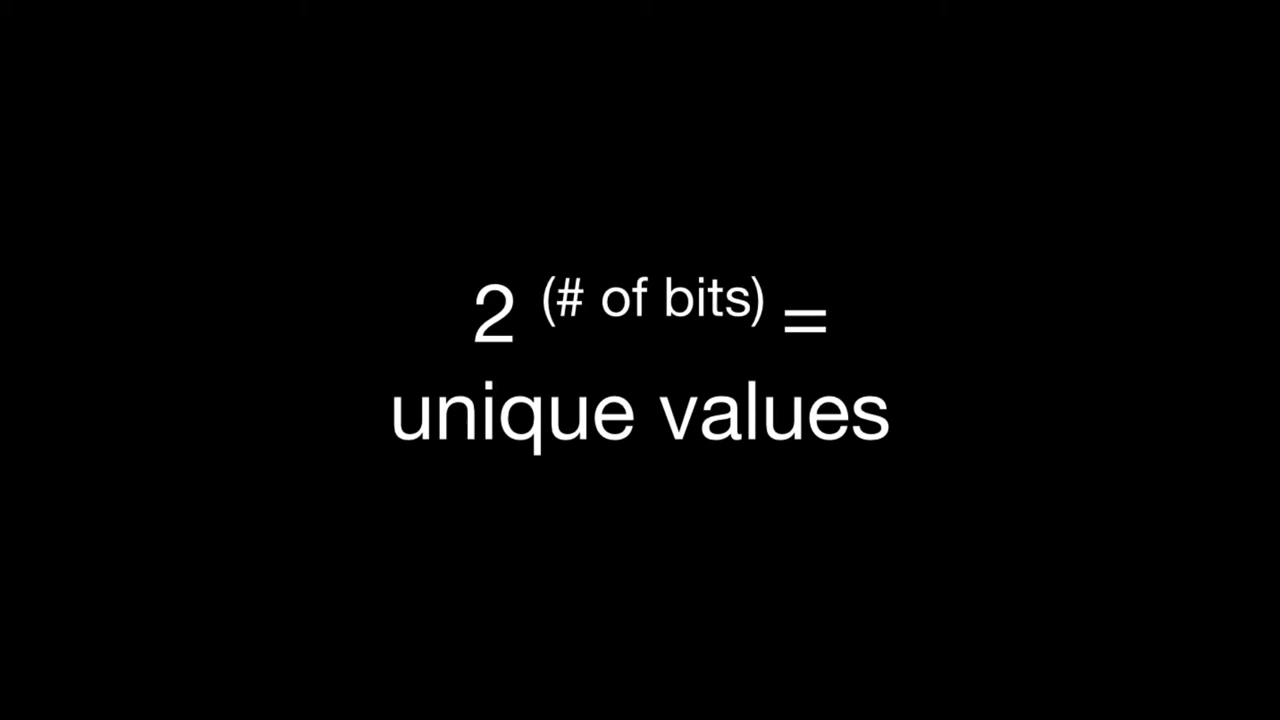 2 (# of bits) =
unique values